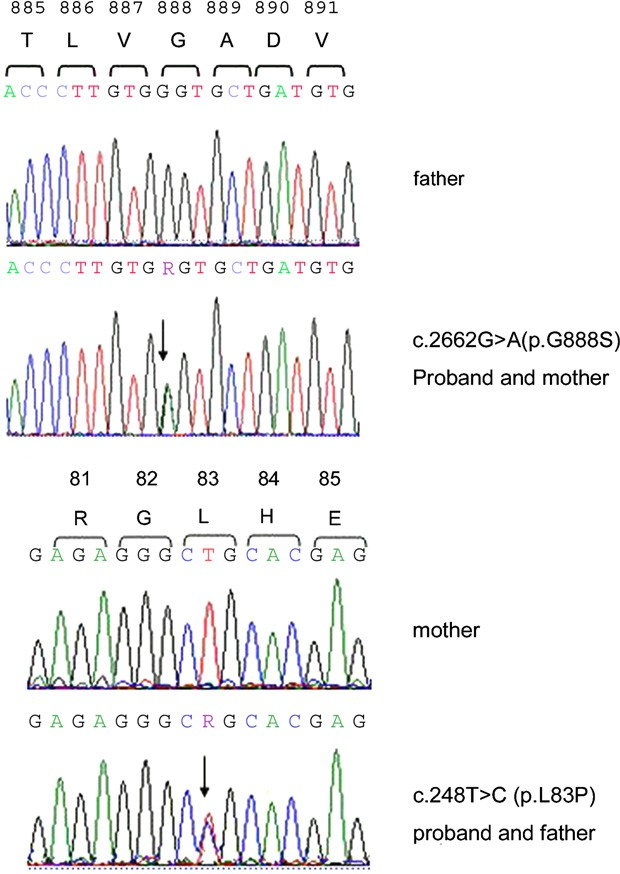 885 886 887 888 889 890 891
T L V G A D V
ACCCTTGTGGGTGCTGATGTG
father
ACCCTTGTGRGTGCTGATGTG
c.2662G>A(p.G888S)
Proband and mother
81 82 83 84 85
R G L H E
GAGAGGGCTGCACGAG
mother
GAGAGGGCRGCACGAG
c.248T>C (p.L83P)
proband and father